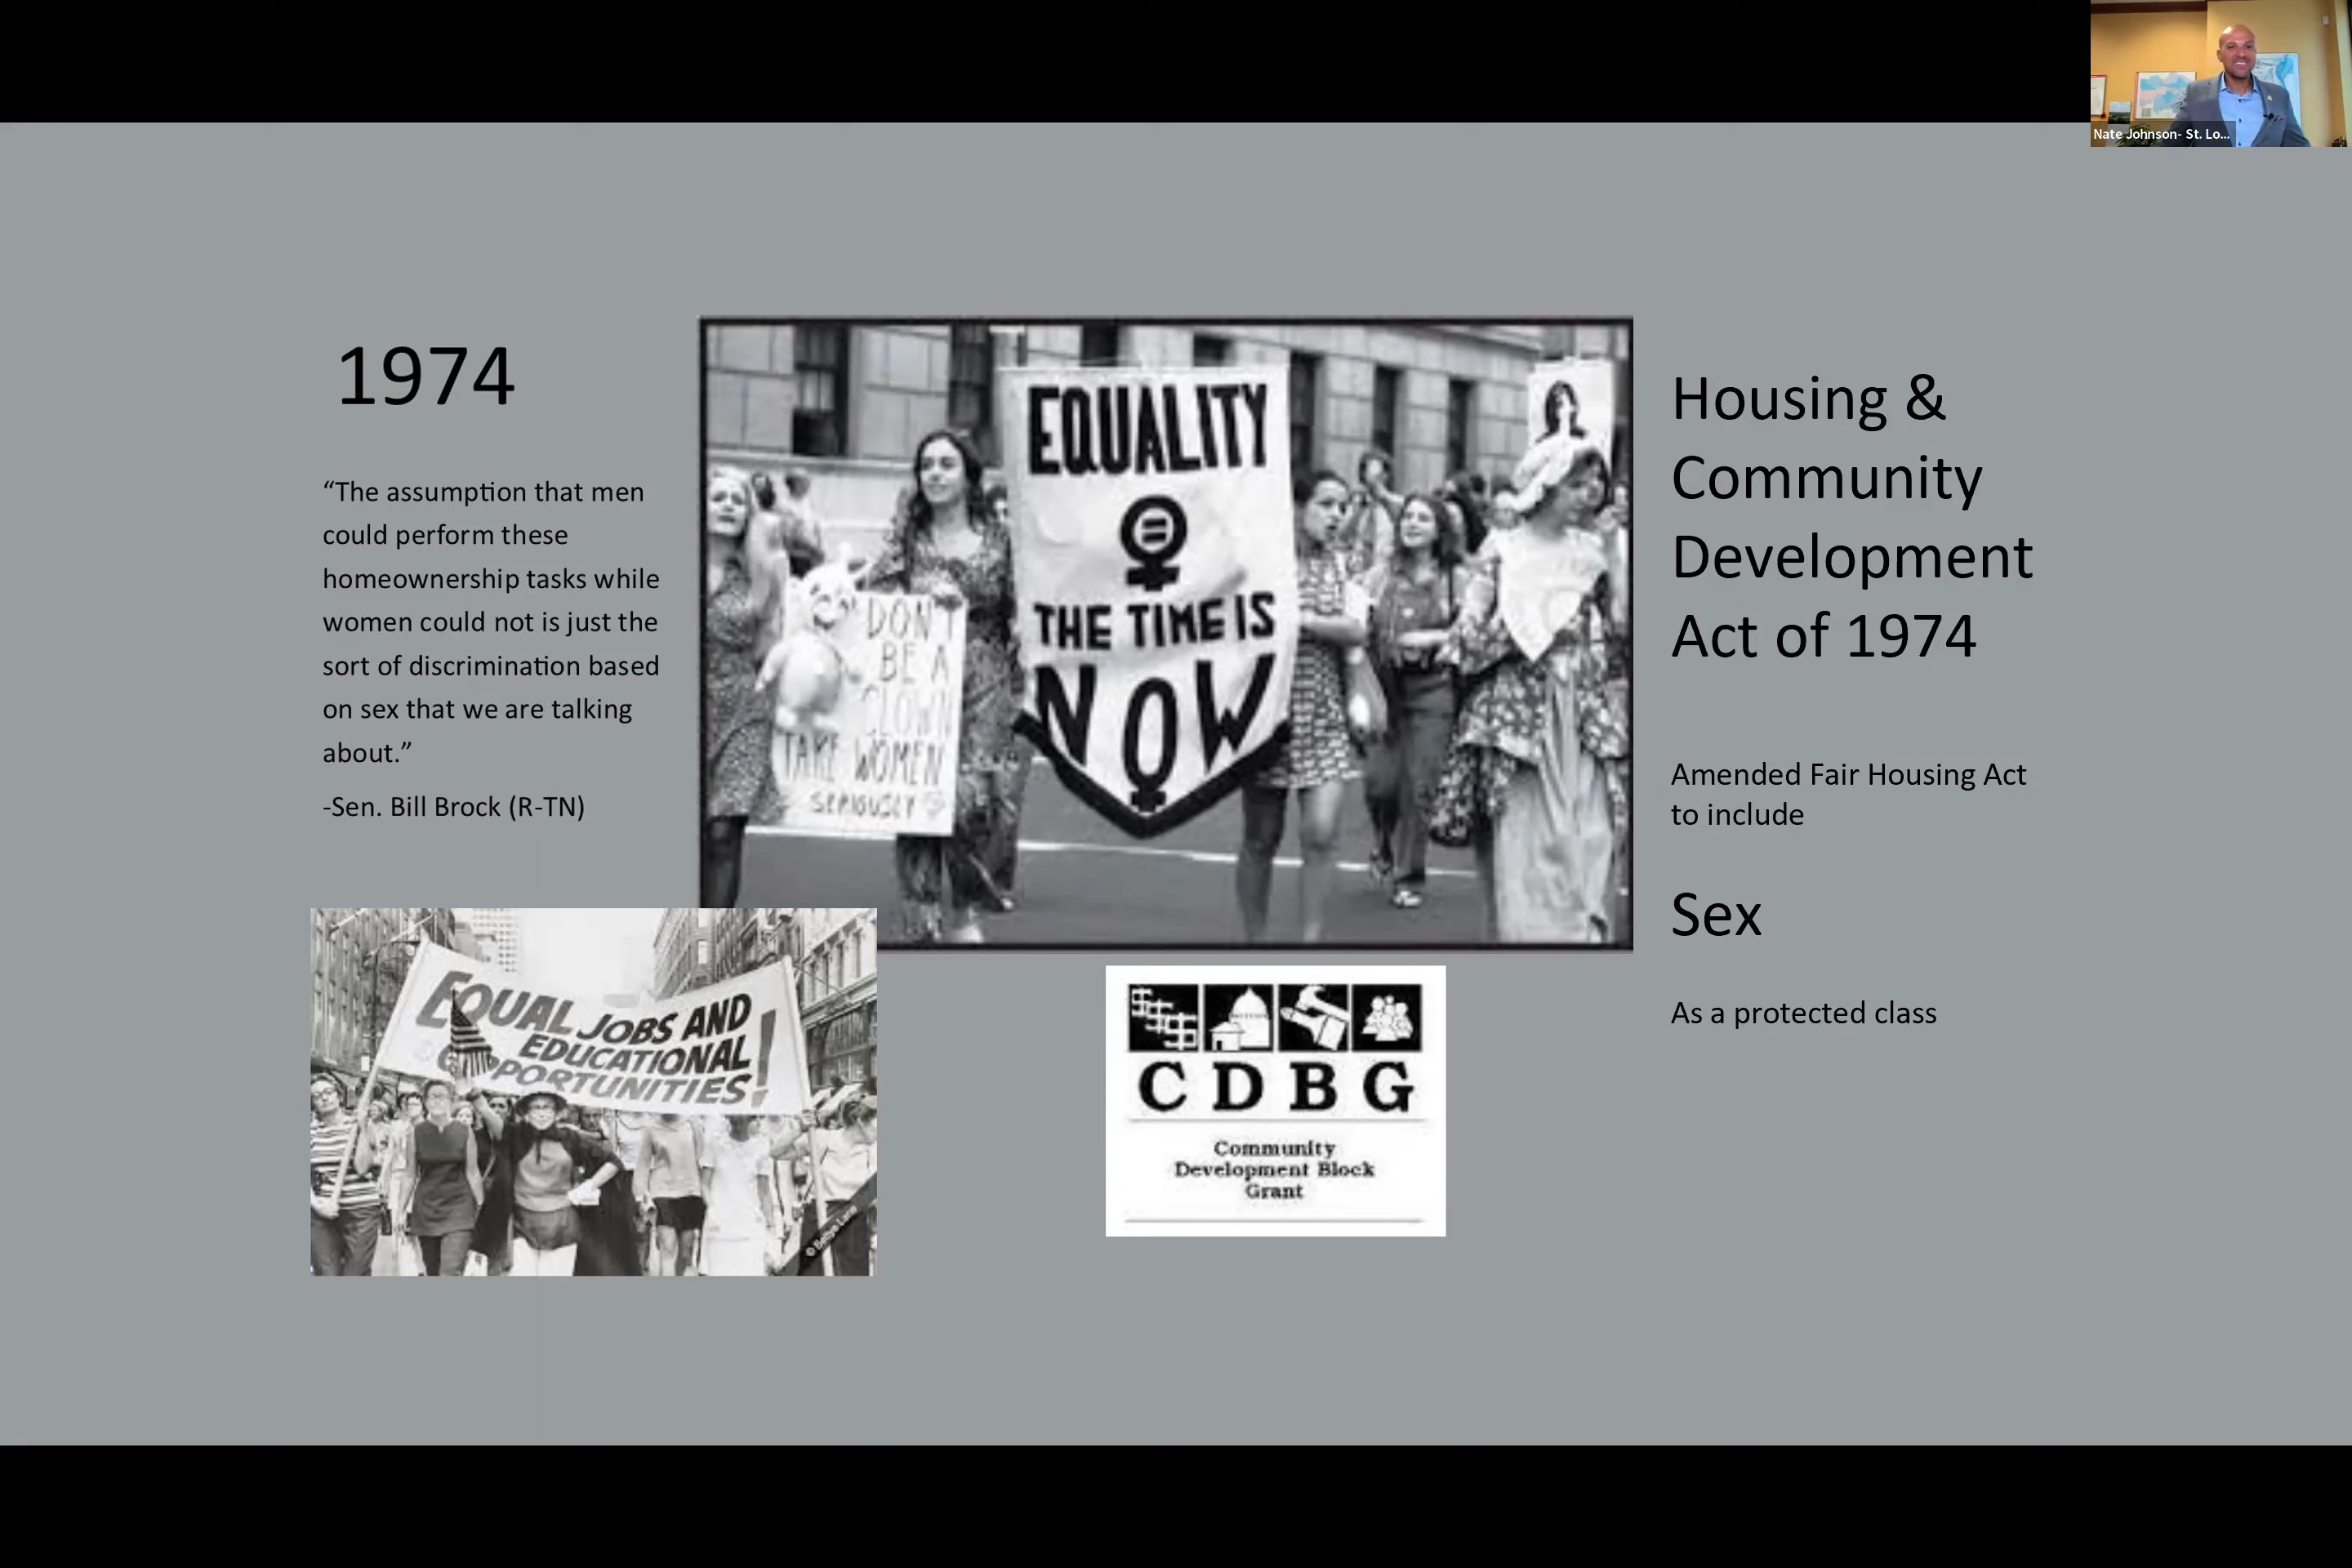 Nate Johnson- St. Lo...
1974
“The assumption that men
could perform these
homeownership tasks while
women could not is just the
sort of discrimination based
on sex that we are talking
about.”
-Sen. Bill Brock (R-TN)
EQUALITY
THE TIME IS
NOW
DON'T
BE A
CLOWN
TAKE WOMEN
SERIOUSLY
Housing &
Community
Development
Act of 1974
Amended Fair Housing Act
to include
Sex
As a protected class
EQUAL JOBS AND
EDUCATIONAL
OPPORTUNITIES!
© Bettye Lane
CDBG
Community
Development Block
Grant